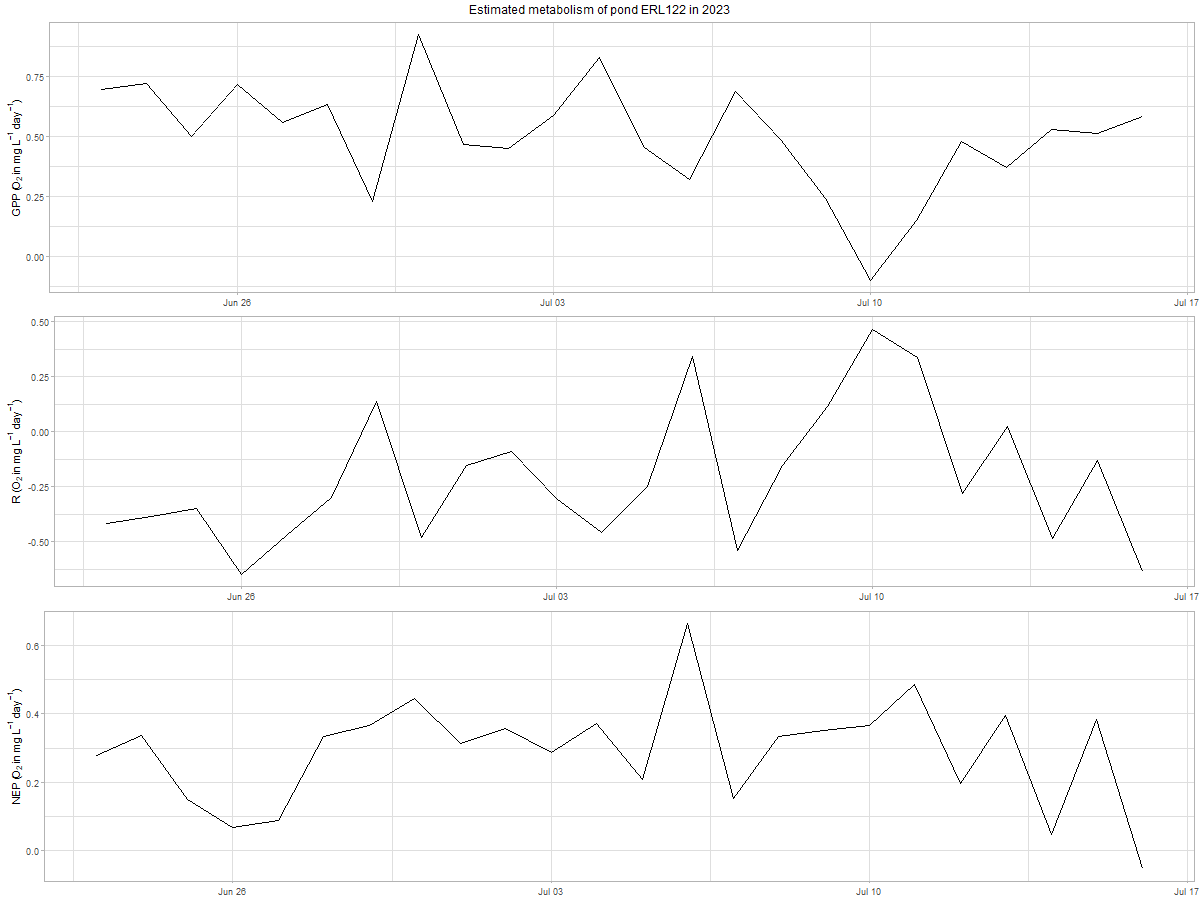 Estimated metabolism of pond ERL122 in 2023
GPP (O₂ in mg L⁻¹ day⁻¹)
0.75
0.50
0.25
0.00
Jun 26 Jul 03 Jul 10 Jul 17
R (O₂ in mg L⁻¹ day⁻¹)
0.50
0.25
0.00
-0.25
-0.50
Jun 26 Jul 03 Jul 10 Jul 17
NEP (O₂ in mg L⁻¹ day⁻¹)
0.6
0.4
0.2
0.0
Jun 26 Jul 03 Jul 10 Jul 17